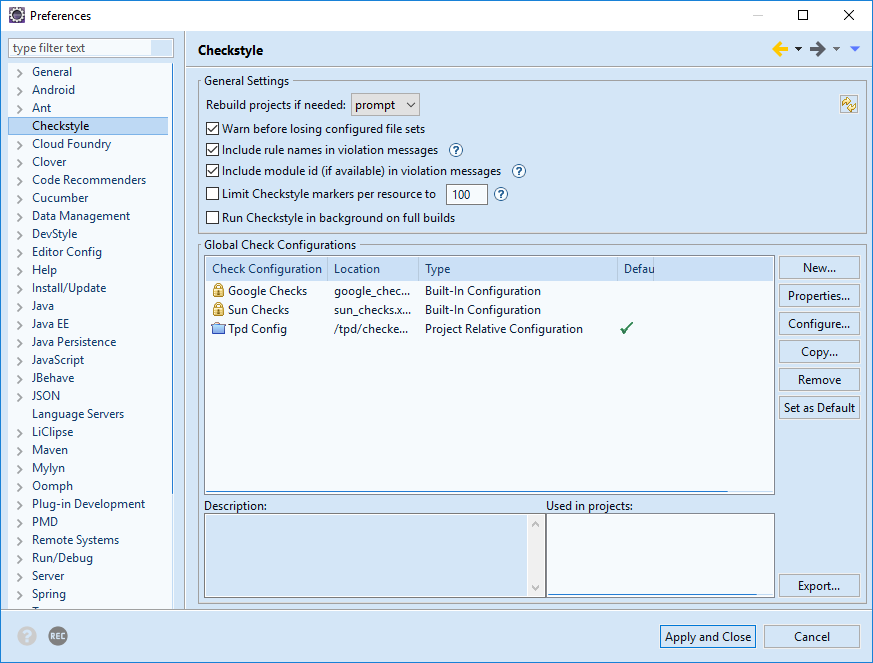 Preferences
type filter text
General
Android
Ant
Checkstyle
Cloud Foundry
Clover
Code Recommenders
Cucumber
Data Management
DevStyle
Editor Config
Help
Install/Update
Java
Java EE
Java Persistence
JavaScript
JBehave
JSON
Language Servers
LiClipse
Maven
Mylyn
Oomph
Plug-in Development
PMD
Remote Systems
Run/Debug
Server
Spring
Checkstyle
General Settings
Rebuild projects if needed: prompt
Warn before losing configured file sets
Include rule names in violation messages ?
Include module id (if available) in violation messages ?
Limit Checkstyle markers per resource to 100 ?
Run Checkstyle in background on full builds
Global Check Configurations
Check Configuration Location Type Defau
Google Checks google_chec... Built-In Configuration
Sun Checks sun_checks.x... Built-In Configuration
Tpd Config /tpd/checke... Project Relative Configuration
New...
Properties...
Configure...
Copy...
Remove
Set as Default
Description:
Used in projects:
Export...
? REC
Apply and Close
Cancel